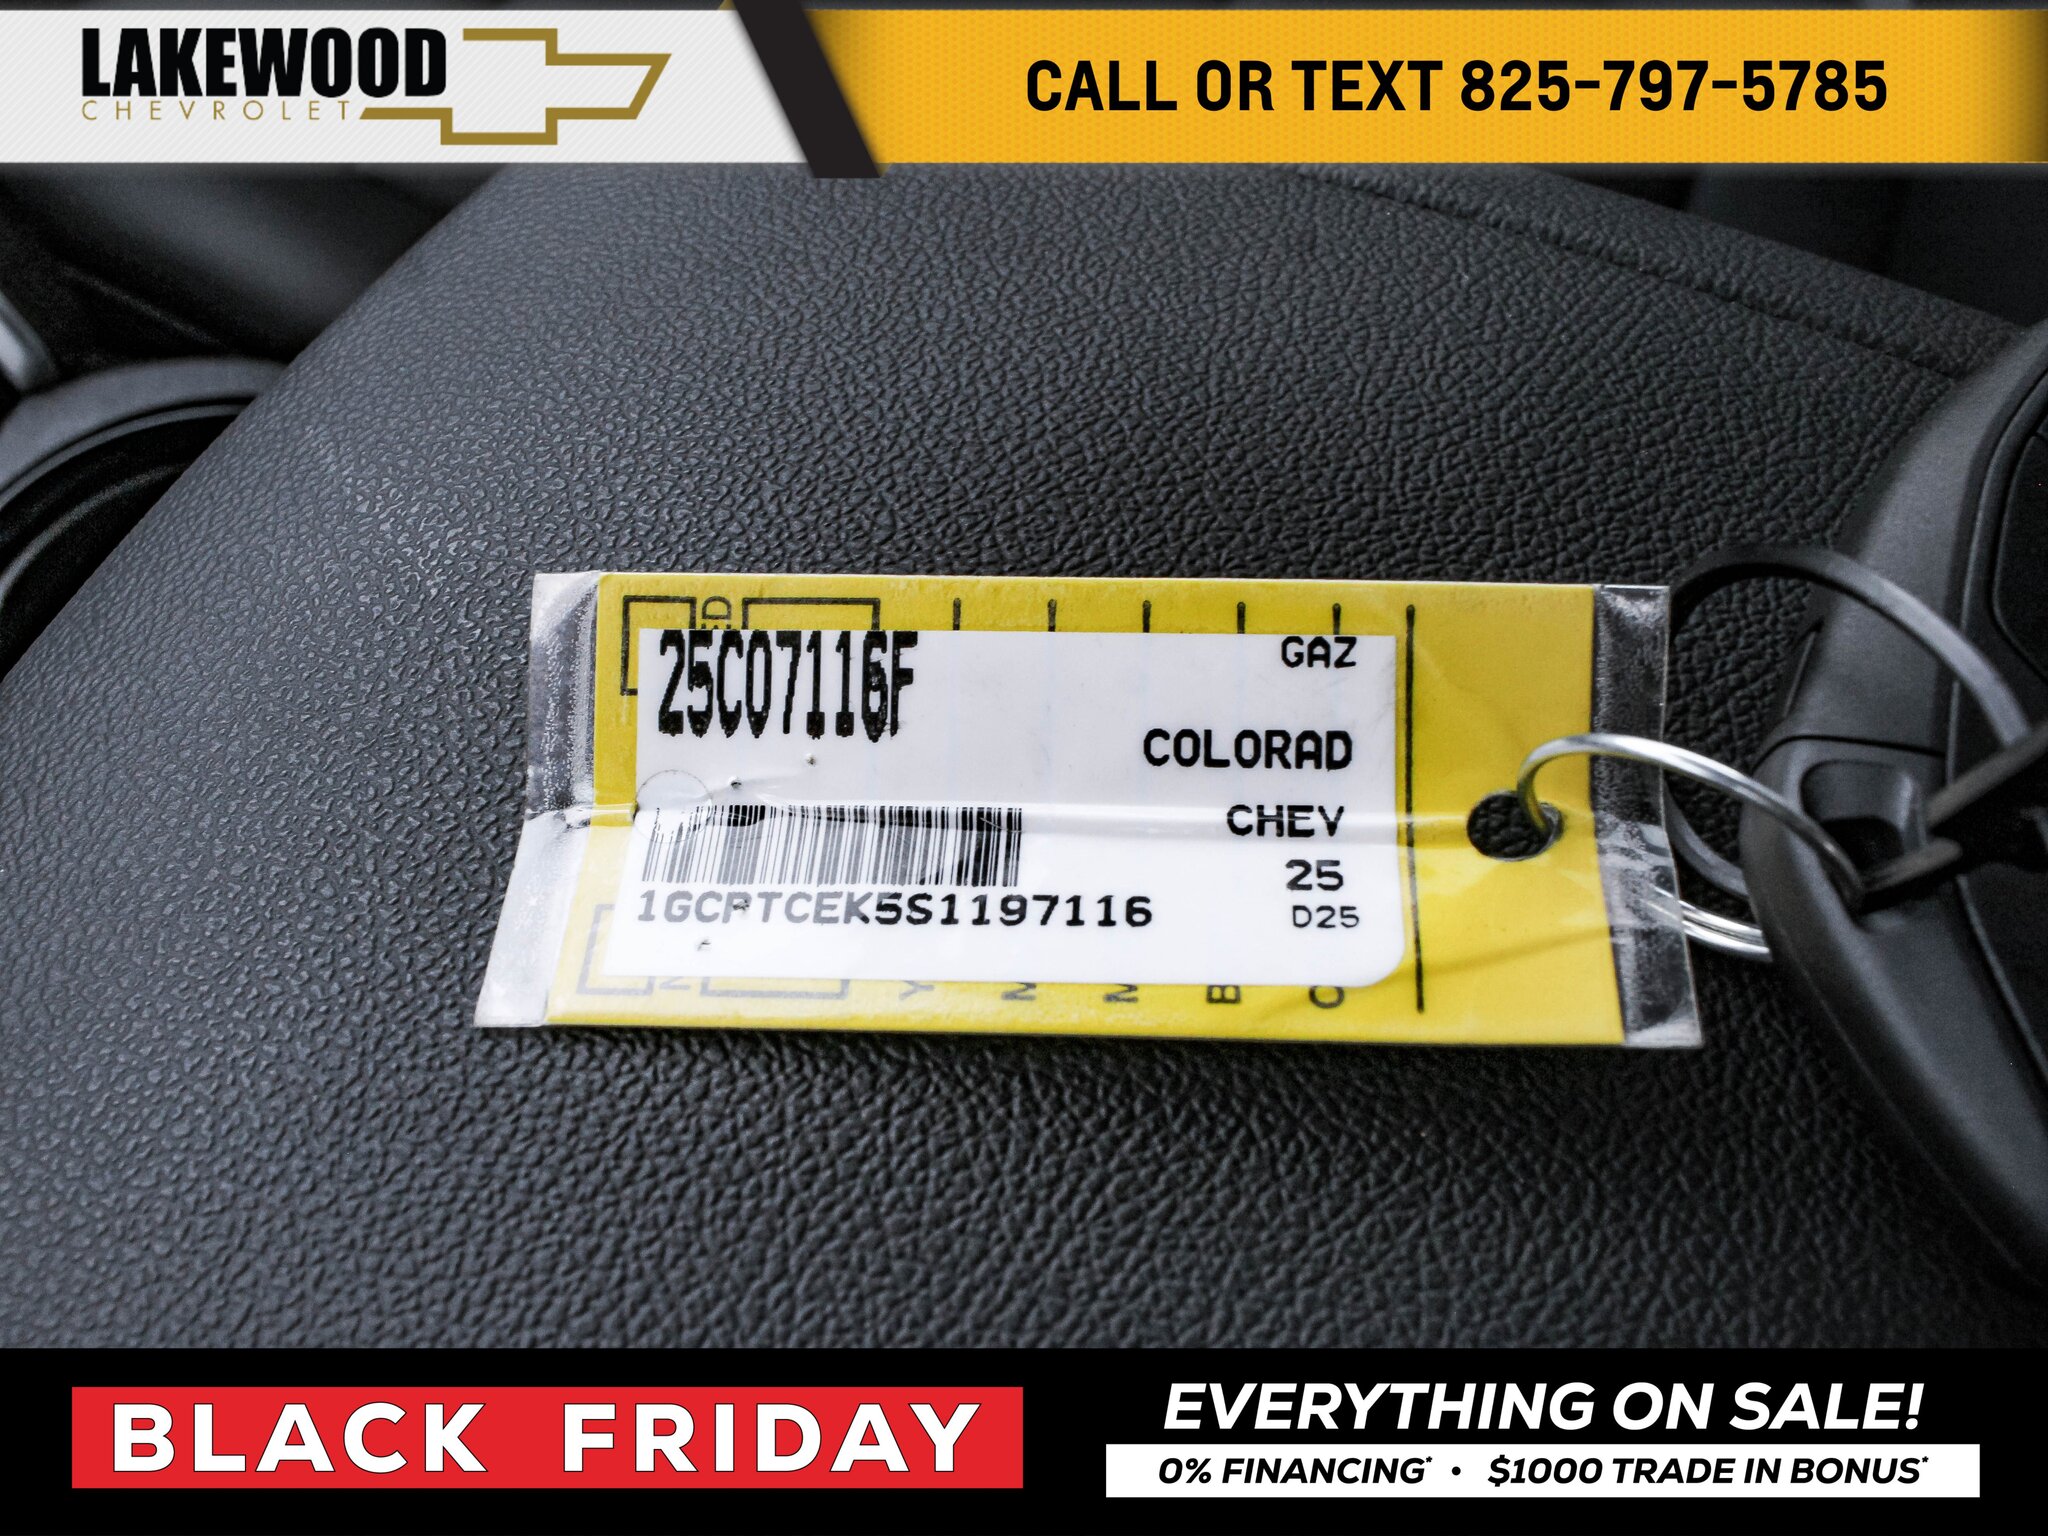 LAKEWOOD
CHEVROLET
CALL OR TEXT 825-797-5785
25C07116F
GAZ
COLORAD
CHEV
25
1GCPTCEK5S1197116
D25
Y M M B O
BLACK FRIDAY
EVERYTHING ON SALE!
0% FINANCING* • $1000 TRADE IN BONUS*